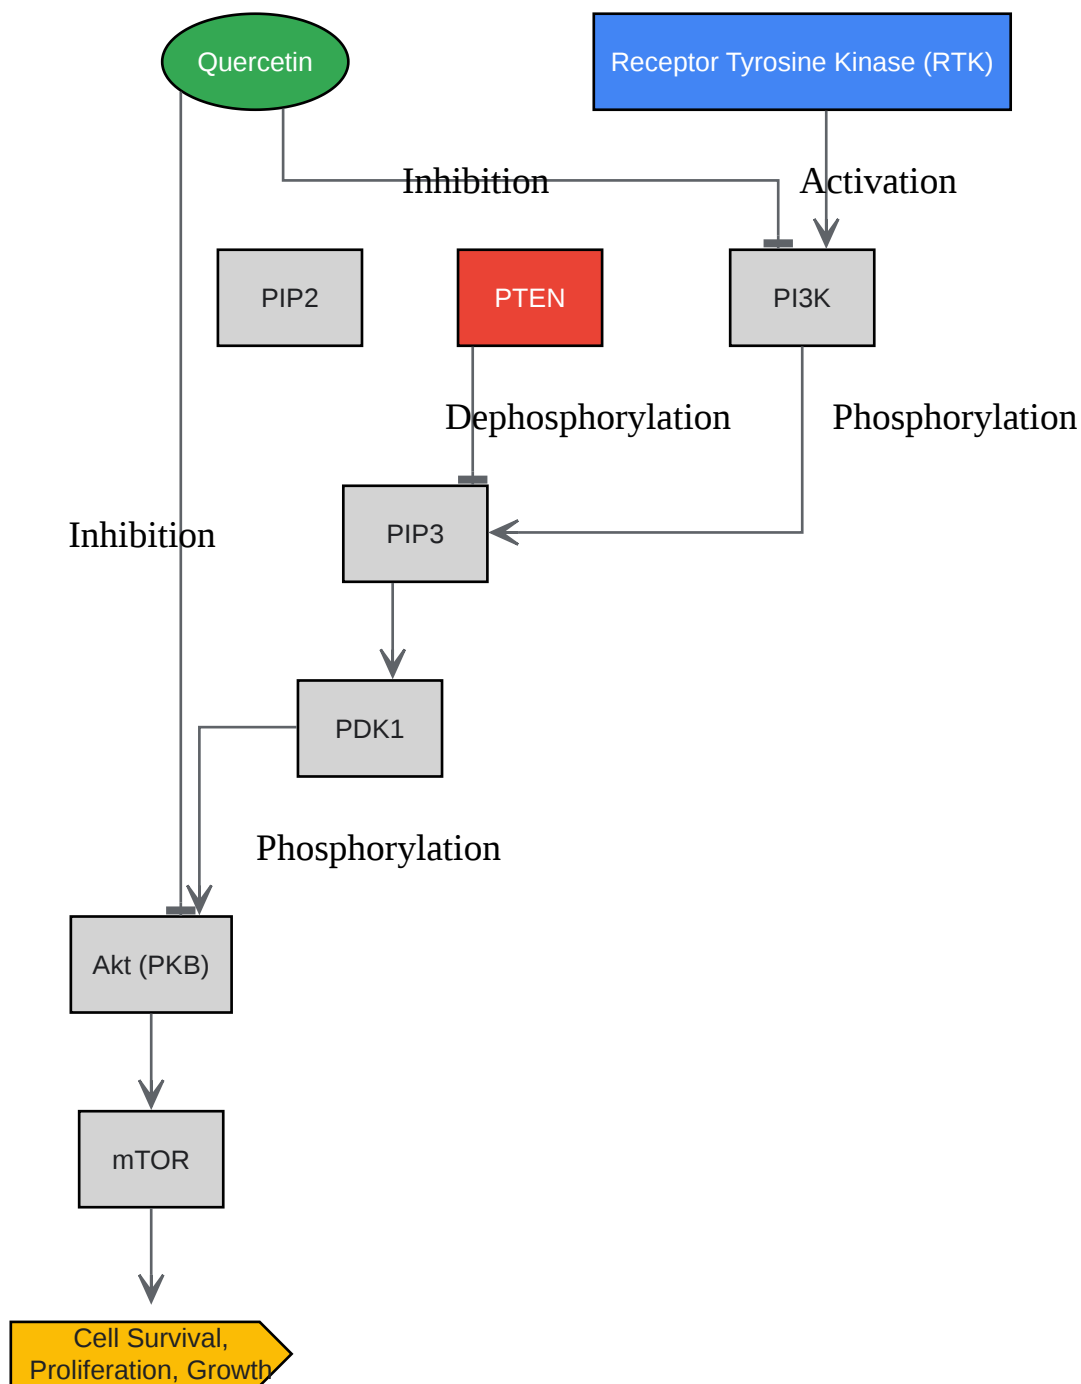 Quercetin
Receptor Tyrosine Kinase (RTK)
Inhibition
Activation
PIP2
PTEN
PI3K
Dephosphorylation
Phosphorylation
Inhibition
PIP3
PDK1
Phosphorylation
Akt (PKB)
mTOR
Cell Survival,
Proliferation, Growth